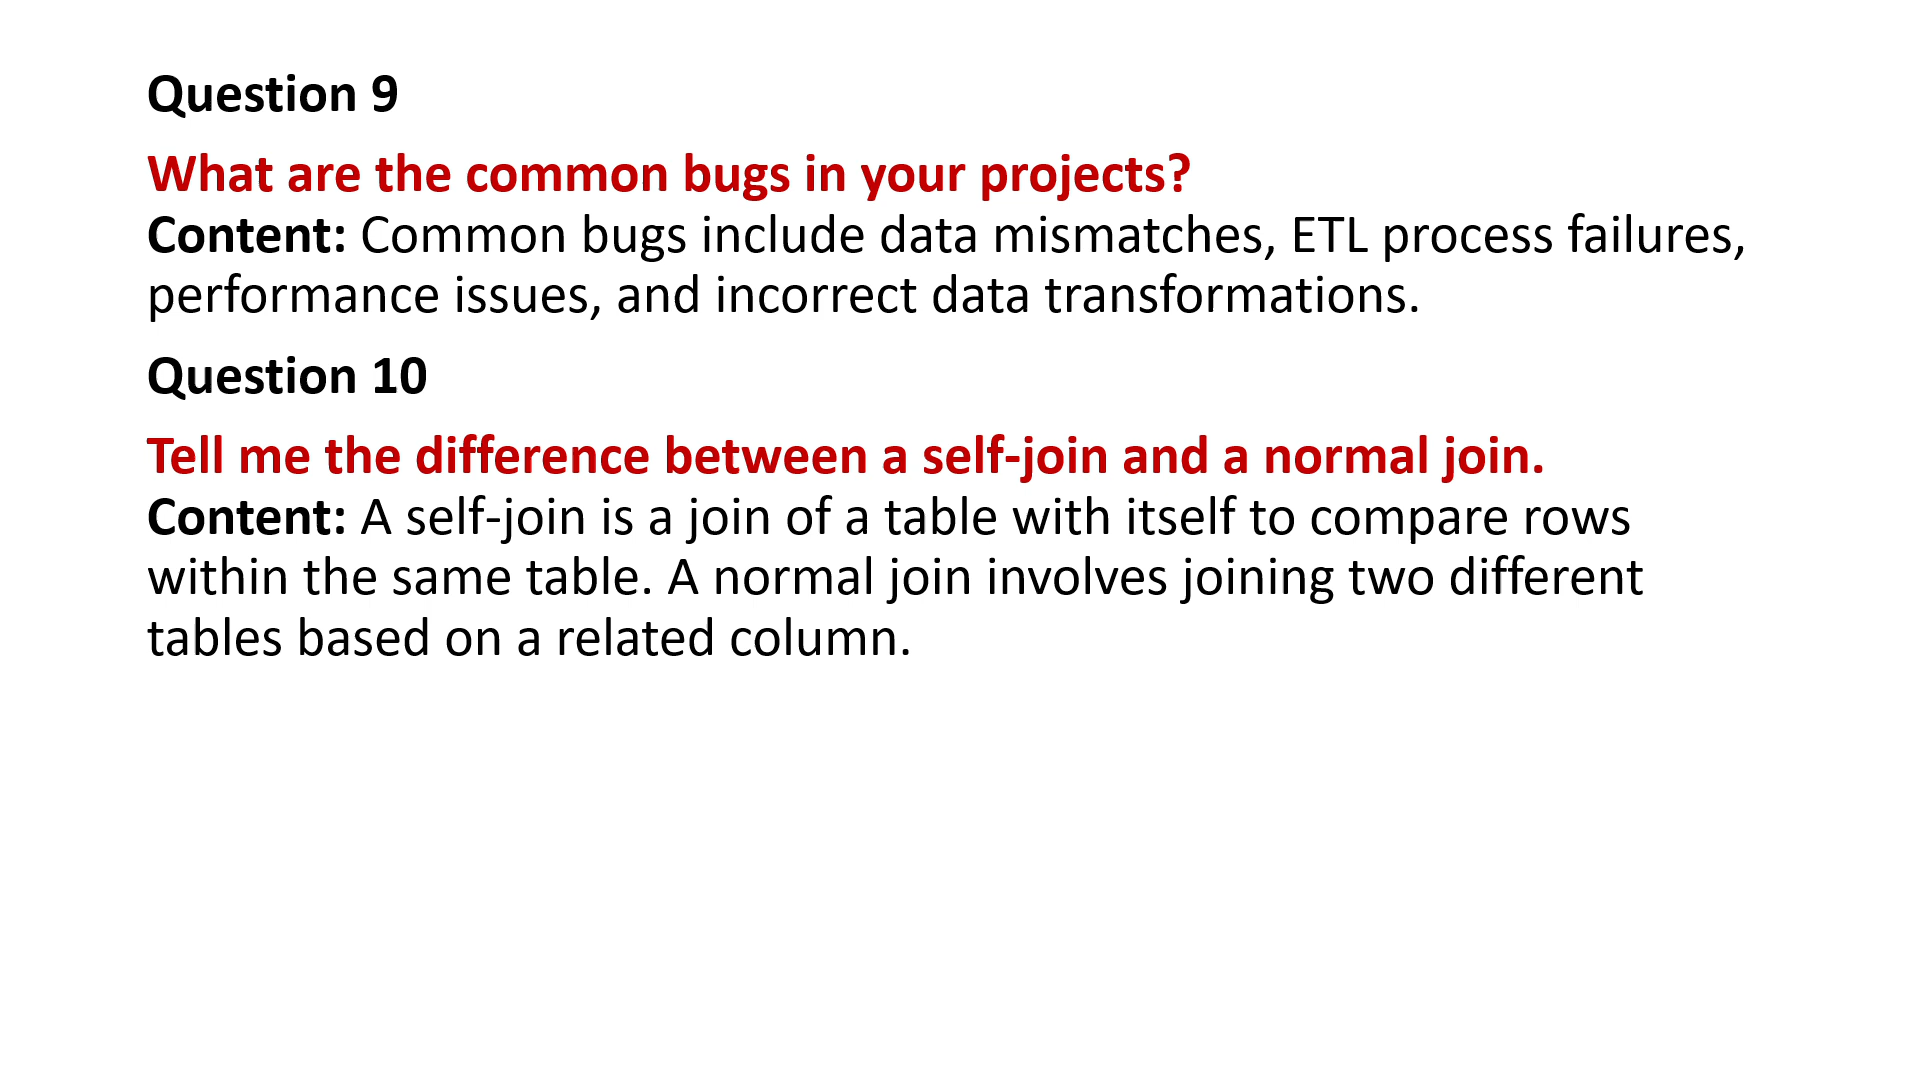 Question 9
What are the common bugs in your projects?
Content: Common bugs include data mismatches, ETL process failures,
performance issues, and incorrect data transformations.
Question 10
Tell me the difference between a self-join and a normal join.
Content: A self-join is a join of a table with itself to compare rows
within the same table. A normal join involves joining two different
tables based on a related column.